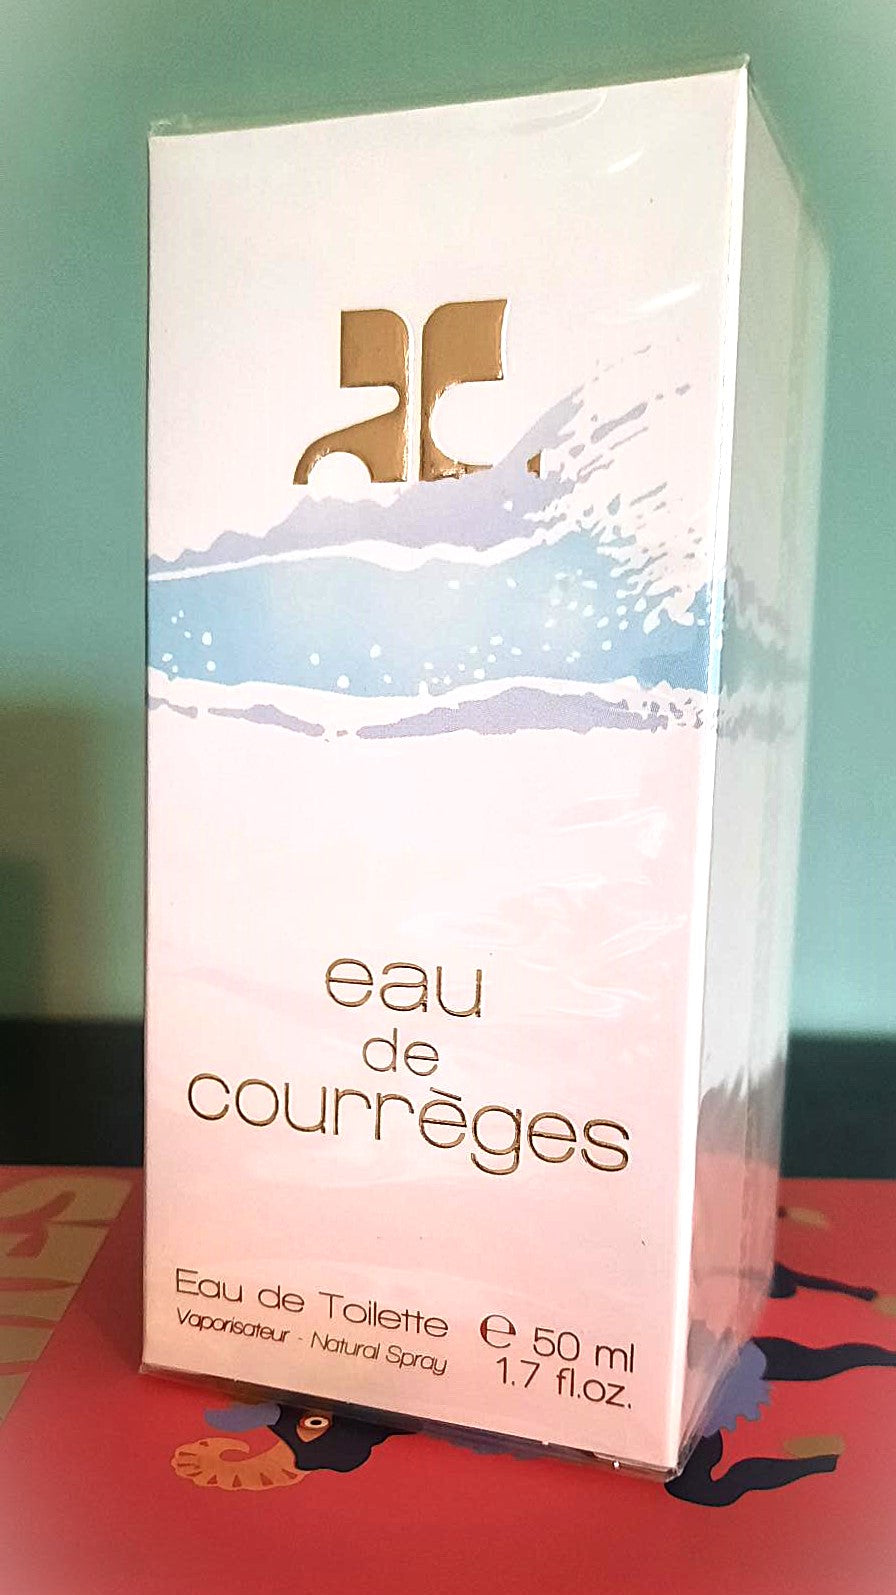 eau
de
courrèges
Eau de Toilette ℮ 50 ml
Vaporisateur - Natural Spray 1.7 fl.oz.